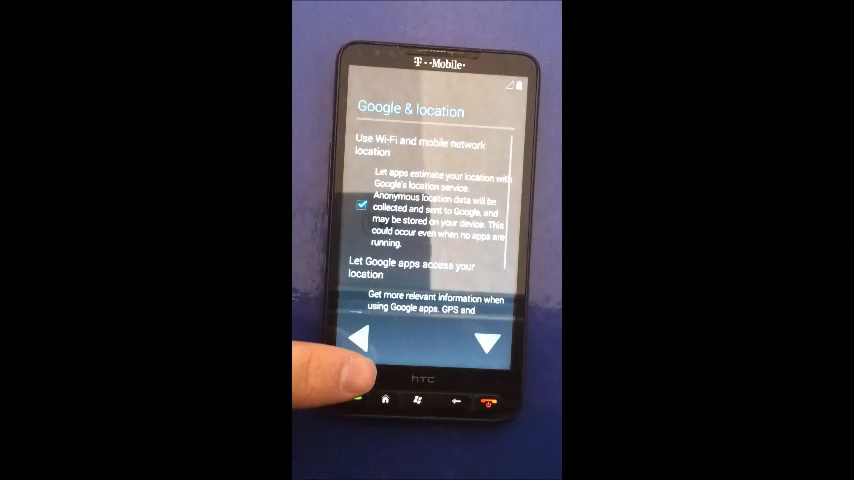 T-Mobile
Google & location
Use Wi-Fi and mobile network
location
Let apps estimate your location with
Google's location service.
Anonymous location data will be
collected and sent to Google, and
may be stored on your device. This
could occur even when no apps are
running.
Let Google apps access your
location
Get more relevant information when
using Google apps. GPS and
hTC